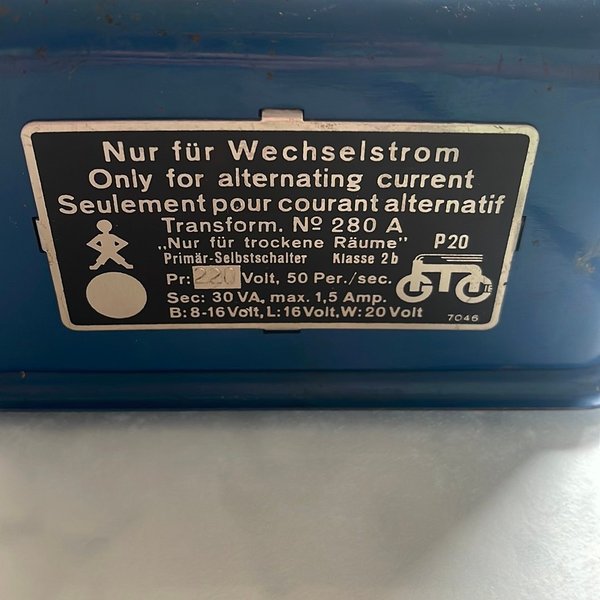 Nur für Wechselstrom
Only for alternating current
Seulement pour courant alternatif
Transform. Nº 280 A
„Nur für trockene Räume"
P20
Primär-Selbstschalter Klasse 2b
Pr: 220 Volt, 50 Per./sec.
Sec: 30 VA, max. 1,5 Amp.
B: 8-16 Volt, L: 16 Volt, W: 20 Volt
7046